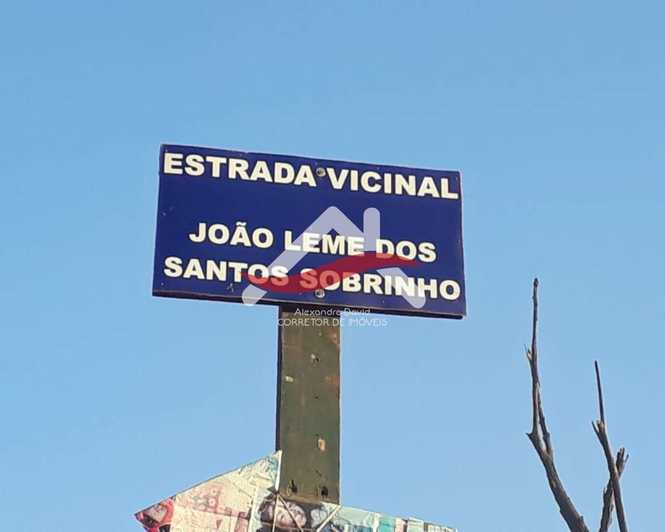 ESTRADA VICINAL
JOÃO LEME DOS
SANTOS SOBRINHO
Alexandre David
CORRETOR DE IMÓVEIS